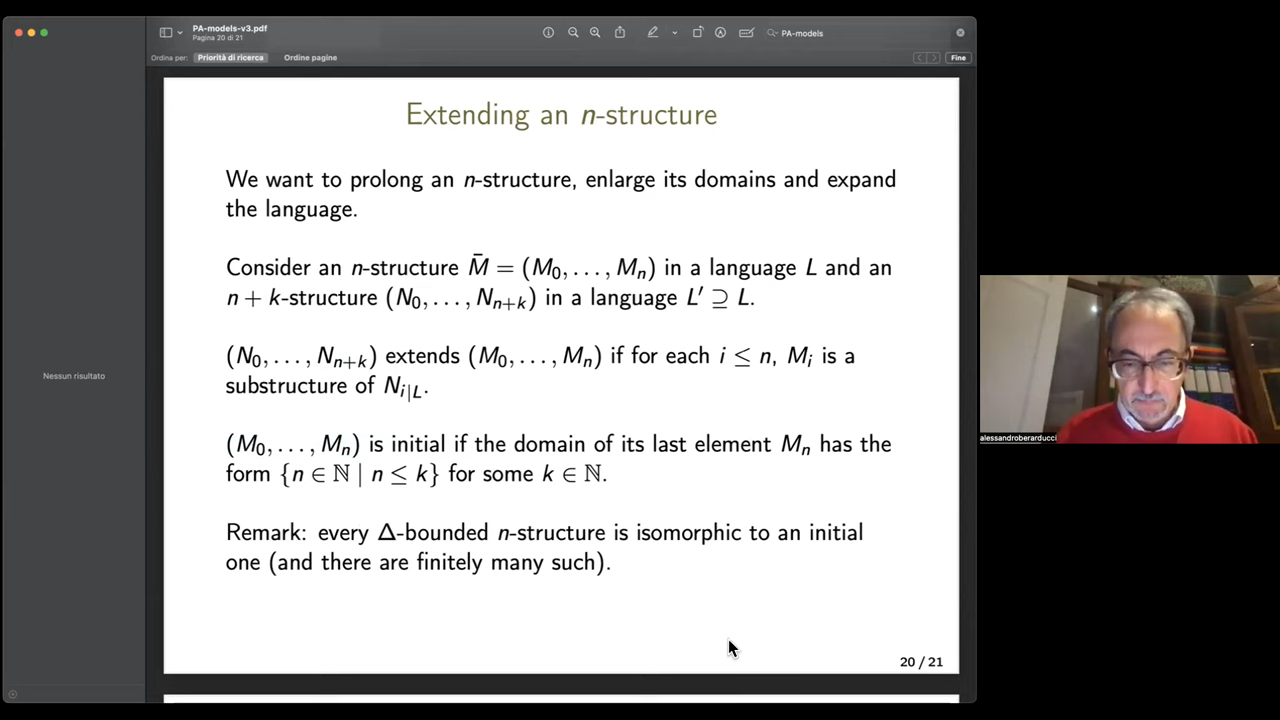 PA-models-v3.pdf
Pagina 20 di 21
PA-models
Ordina per:
Priorità di ricerca
Ordine pagine
Fine
Nessun risultato
Extending an n-structure
We want to prolong an n-structure, enlarge its domains and expand
the language.
Consider an n-structure M̄ = (M₀, . . . , Mₙ) in a language L and an
n + k-structure (N₀, . . . , Nₙ₊ₖ) in a language L′ ⊇ L.
(N₀, . . . , Nₙ₊ₖ) extends (M₀, . . . , Mₙ) if for each i ≤ n, Mᵢ is a
substructure of N_{i|L}.
(M₀, . . . , Mₙ) is initial if the domain of its last element Mₙ has the
form {n ∈ ℕ | n ≤ k} for some k ∈ ℕ.
Remark: every Δ-bounded n-structure is isomorphic to an initial
one (and there are finitely many such).
20 / 21
alessandroberarducci